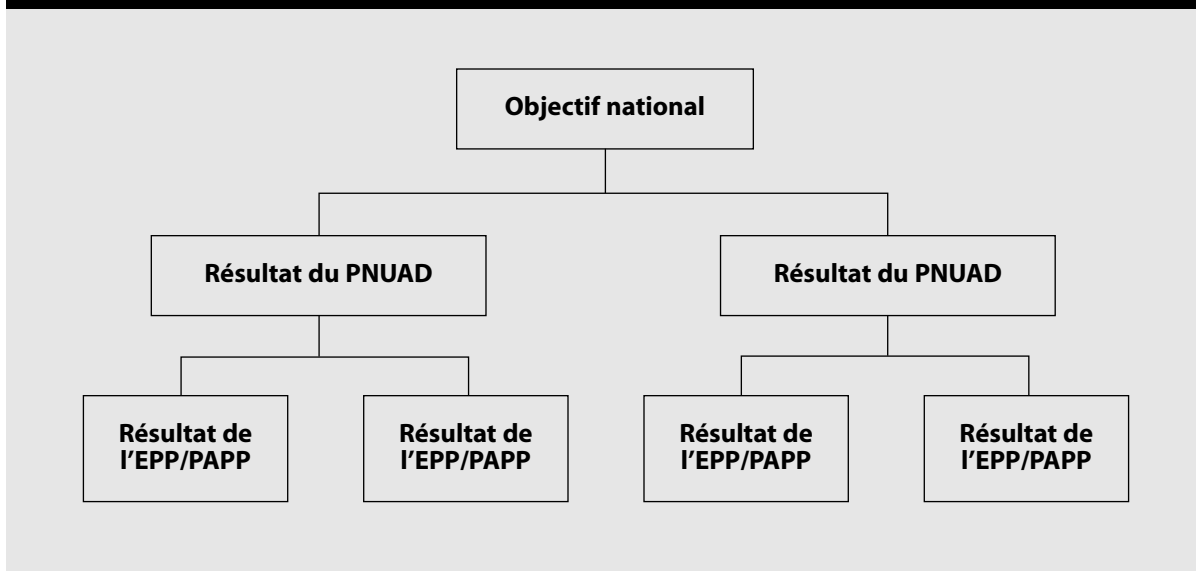 Objectif national
Résultat du PNUAD
Résultat du PNUAD
Résultat de
l’EPP/PAPP
Résultat de
l’EPP/PAPP
Résultat de
l’EPP/PAPP
Résultat de
l’EPP/PAPP